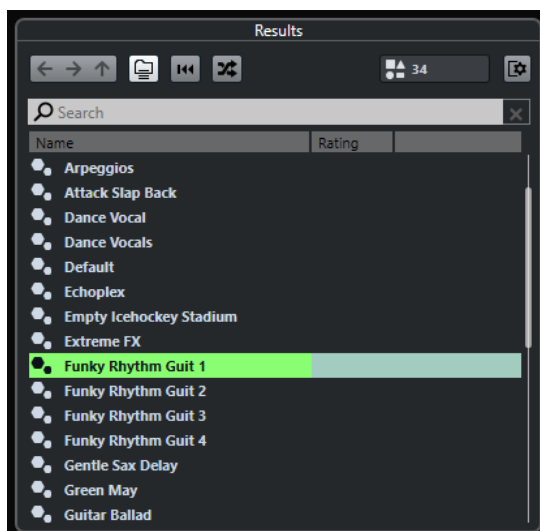 Results
34
Search
Name Rating
Arpeggios
Attack Slap Back
Dance Vocal
Dance Vocals
Default
Echoplex
Empty Icehockey Stadium
Extreme FX
Funky Rhythm Guit 1
Funky Rhythm Guit 2
Funky Rhythm Guit 3
Funky Rhythm Guit 4
Gentle Sax Delay
Green May
Guitar Ballad